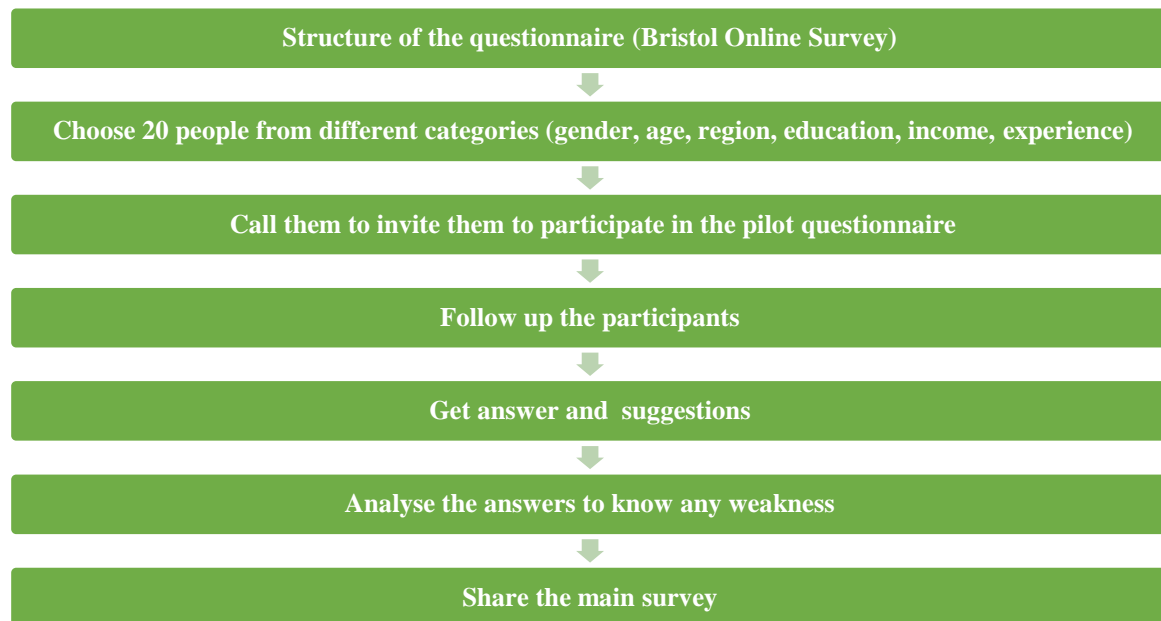 Structure of the questionnaire (Bristol Online Survey)
Choose 20 people from different categories (gender, age, region, education, income, experience)
Call them to invite them to participate in the pilot questionnaire
Follow up the participants
Get answer and  suggestions
Analyse the answers to know any weakness
Share the main survey